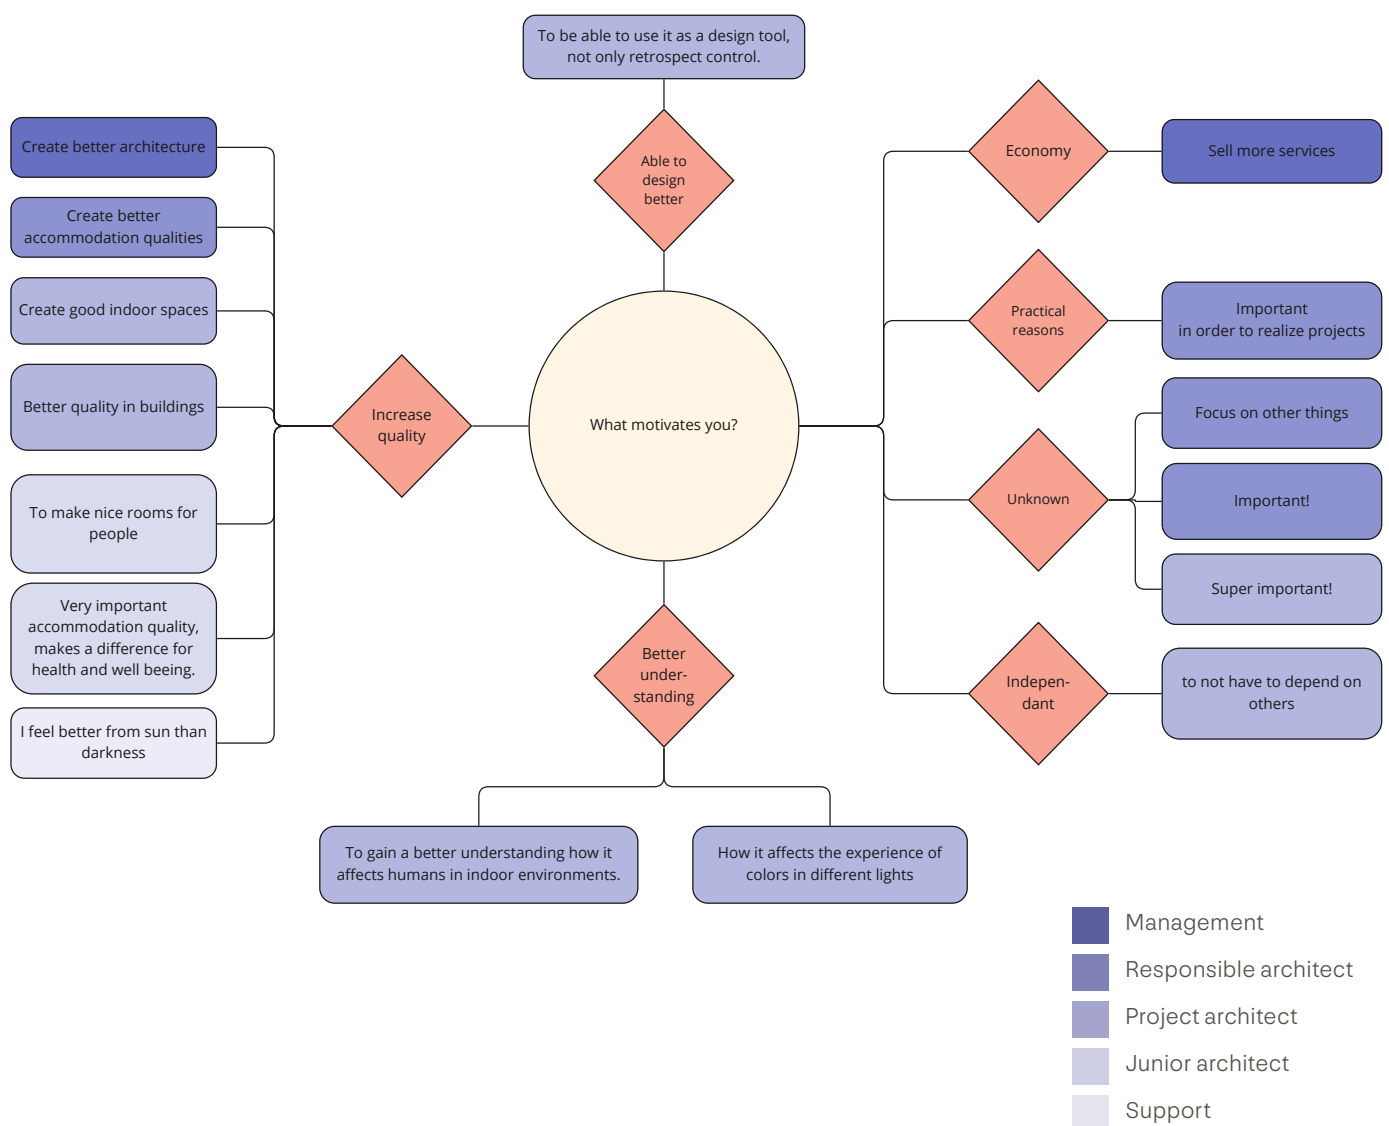 To be able to use it as a design tool,
not only retrospect control.
Able to
design
better
Create better architecture
Create better
accommodation qualities
Create good indoor spaces
Better quality in buildings
To make nice rooms for
people
Very important
accommodation quality,
makes a difference for
health and well beeing.
I feel better from sun than
darkness
Increase
quality
What motivates you?
Economy
Sell more services
Practical
reasons
Important
in order to realize projects
Unknown
Focus on other things
Important!
Super important!
Indepen-
dant
to not have to depend on
others
Better
under-
standing
To gain a better understanding how it
affects humans in indoor environments.
How it affects the experience of
colors in different lights
Management
Responsible architect
Project architect
Junior architect
Support